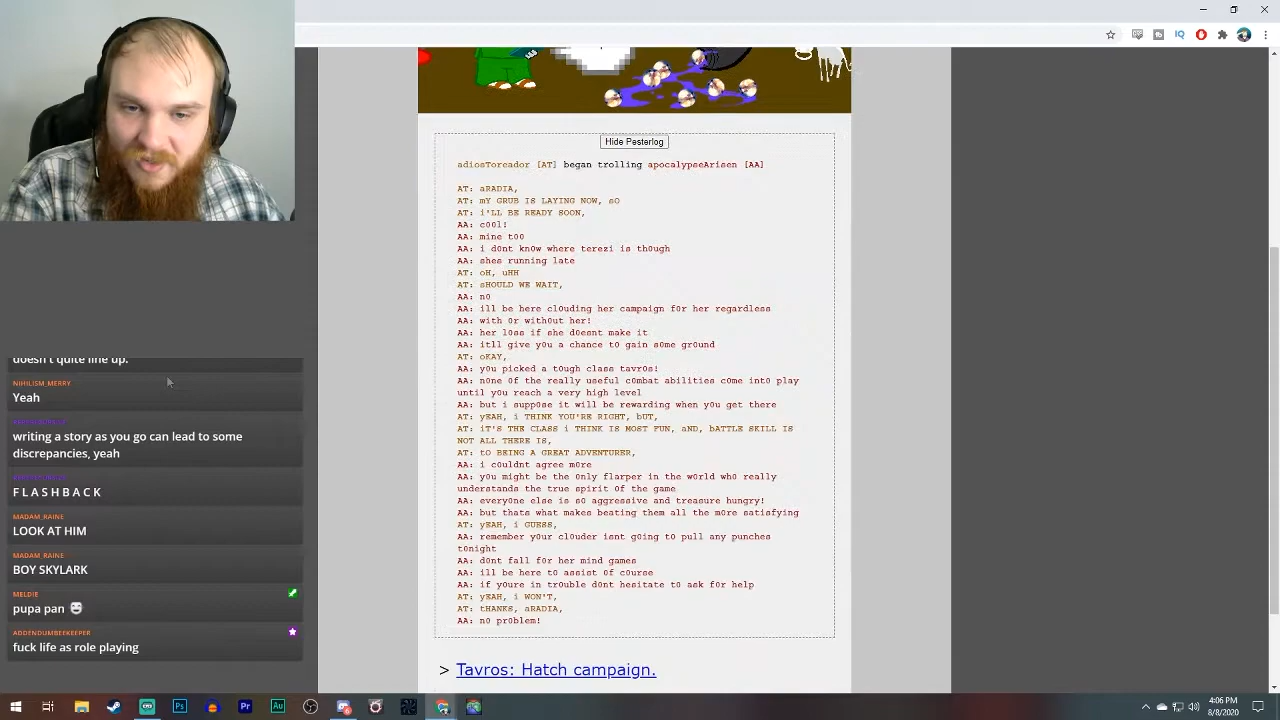 Hide Pesterlog
adiosToreador [AT] began trolling apocalypseArisen [AA]
AT: aRADIA,
AT: mY GRUB IS LAYING NOW, sO
AT: i'LL BE READY SOON,
AA: c00l!
AA: mine t00
AA: i d0nt kn0w where terezi is th0ugh
AA: shes running late
AT: oH, uHH
AT: sHOULD WE WAIT,
AA: n0
AA: ill be here cl0uding her campaign f0r her regardless
AA: with 0r with0ut her!
AA: her l0ss if she d0esnt make it
AA: itll give y0u a chance t0 gain s0me gr0und
AT: oKAY,
AA: y0u picked a t0ugh class tavr0s!
AA: n0ne 0f the really useful c0mbat abilities c0me int0 play
until y0u reach a very high level
AA: but i supp0se it will be rewarding when y0u get there
AT: yEAH, i THINK YOU'RE RIGHT, bUT,
AT: iT'S THE CLASS i THINK IS MOST FUN, aND, bATTLE SKILL IS
NOT ALL THERE IS,
AT: tO BEING A GREAT ADVENTURER,
AA: i c0uldnt agree m0re
AA: y0u might be the 0nly flarper in the w0rld wh0 really
understands the true spirit 0f the game
AA: every0ne else is s0 aggressive and treasure hungry!
AA: but thats what makes beating them all the m0re satisfying
AT: yEAH, i GUESS,
AA: remember y0ur cl0uder isnt g0ing t0 pull any punches
t0night
AA: d0nt fall f0r her mind games
AA: ill be here t0 assist 0f c0urse
AA: if y0ure in tr0uble d0nt hesitate t0 ask f0r help
AT: yEAH, i WON'T,
AT: tHANKS, aRADIA,
AA: n0 pr0blem!
> Tavros: Hatch campaign.
doesn't quite line up.
NIHILISM_MERRY
Yeah
writing a story as you go can lead to some
discrepancies, yeah
F L A S H B A C K
MADAM_RAINE
LOOK AT HIM
MADAM_RAINE
BOY SKYLARK
MELDIE
pupa pan
ADDENDUMBEEKEEPER
fuck life as role playing
IQ
Ps
Pr
Au
4:06 PM
8/8/2020